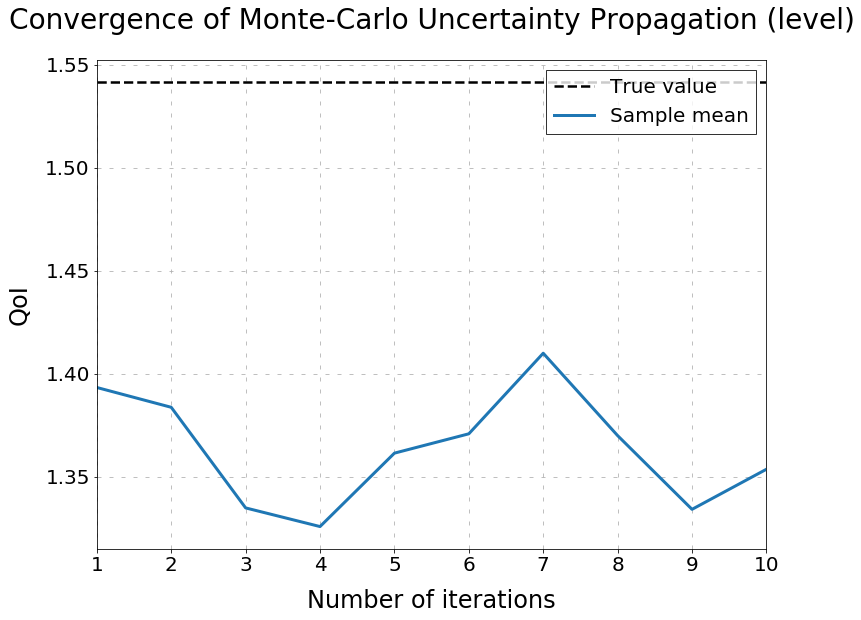 Convergence of Monte-Carlo Uncertainty Propagation (level)
True value
Sample mean
QoI
1.55
1.50
1.45
1.40
1.35
1 2 3 4 5 6 7 8 9 10
Number of iterations